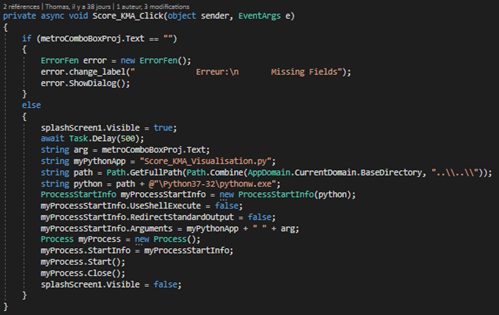 2 références | Thomas, il y a 38 jours | 1 auteur, 3 modifications
private async void Score_KMA_Click(object sender, EventArgs e)
{
    if (metroComboBoxProj.Text == "")
    {
        ErrorFen error = new ErrorFen();
        error.change_label("               Erreur:\n        Missing Fields");
        error.ShowDialog();
    }
    else
    {
        splashScreen1.Visible = true;
        await Task.Delay(500);
        string arg = metroComboBoxProj.Text;
        string myPythonApp = "Score_KMA_Visualisation.py";
        string path = Path.GetFullPath(Path.Combine(AppDomain.CurrentDomain.BaseDirectory, "..\\..\\"));
        string python = path + @"\Python37-32\pythonw.exe";
        ProcessStartInfo myProcessStartInfo = new ProcessStartInfo(python);
        myProcessStartInfo.UseShellExecute = false;
        myProcessStartInfo.RedirectStandardOutput = false;
        myProcessStartInfo.Arguments = myPythonApp + " " + arg;
        Process myProcess = new Process();
        myProcess.StartInfo = myProcessStartInfo;
        myProcess.Start();
        myProcess.Close();
        splashScreen1.Visible = false;
    }
}